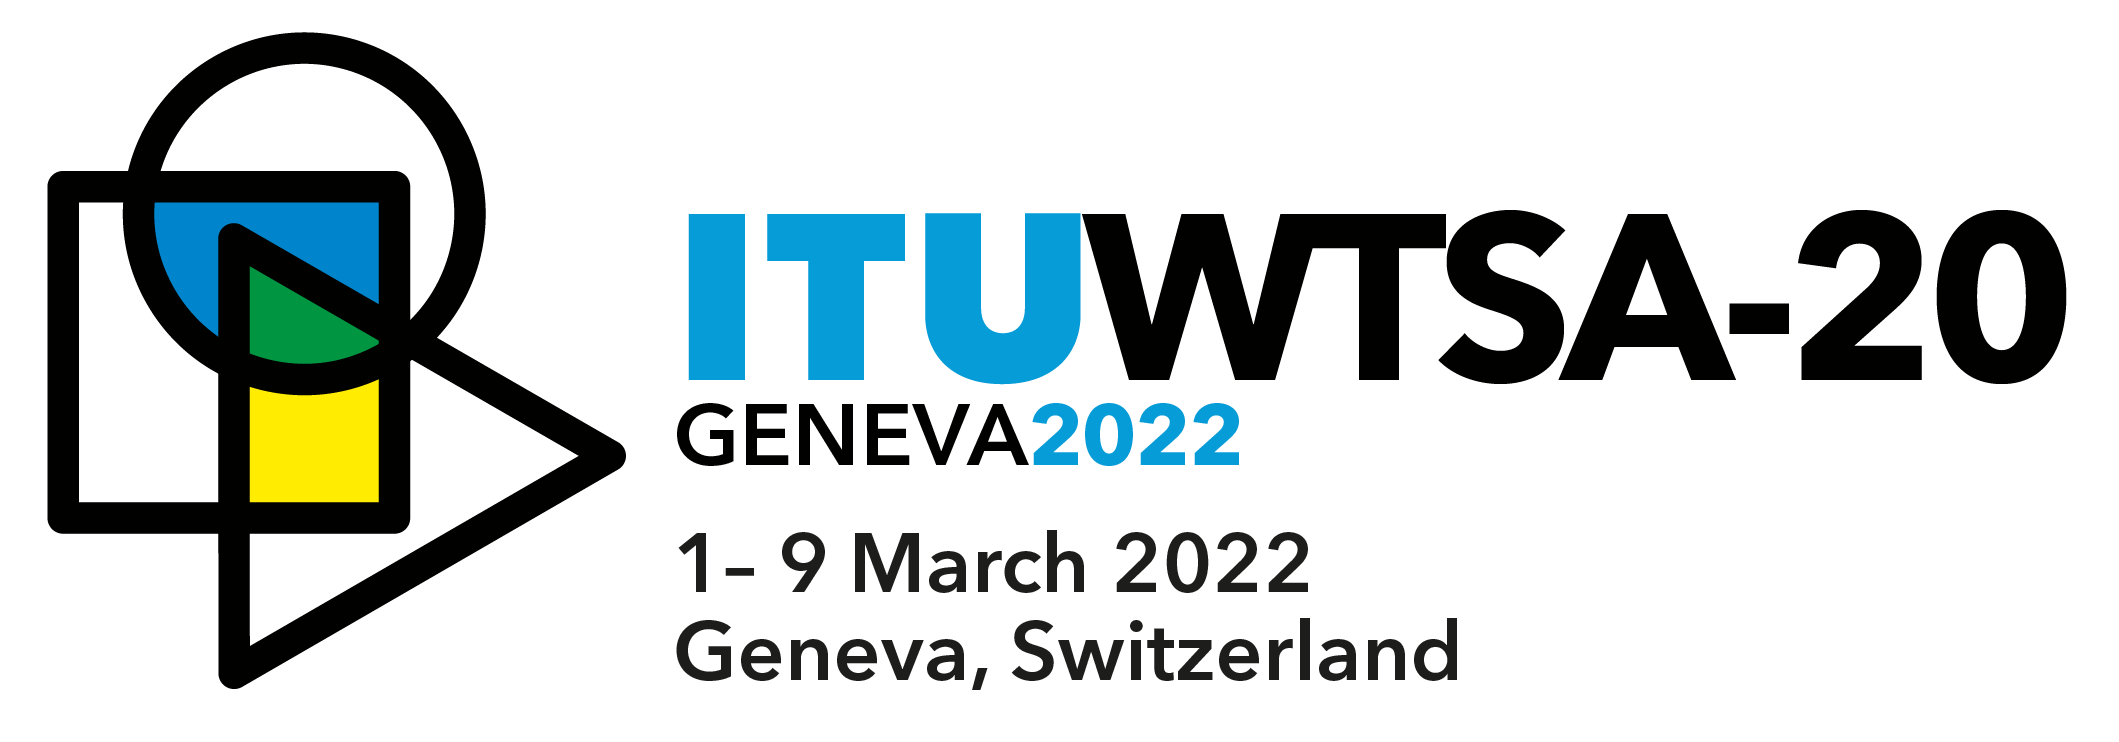 ITUWTSA-20
GENEVA2022
1– 9 March 2022
Geneva, Switzerland